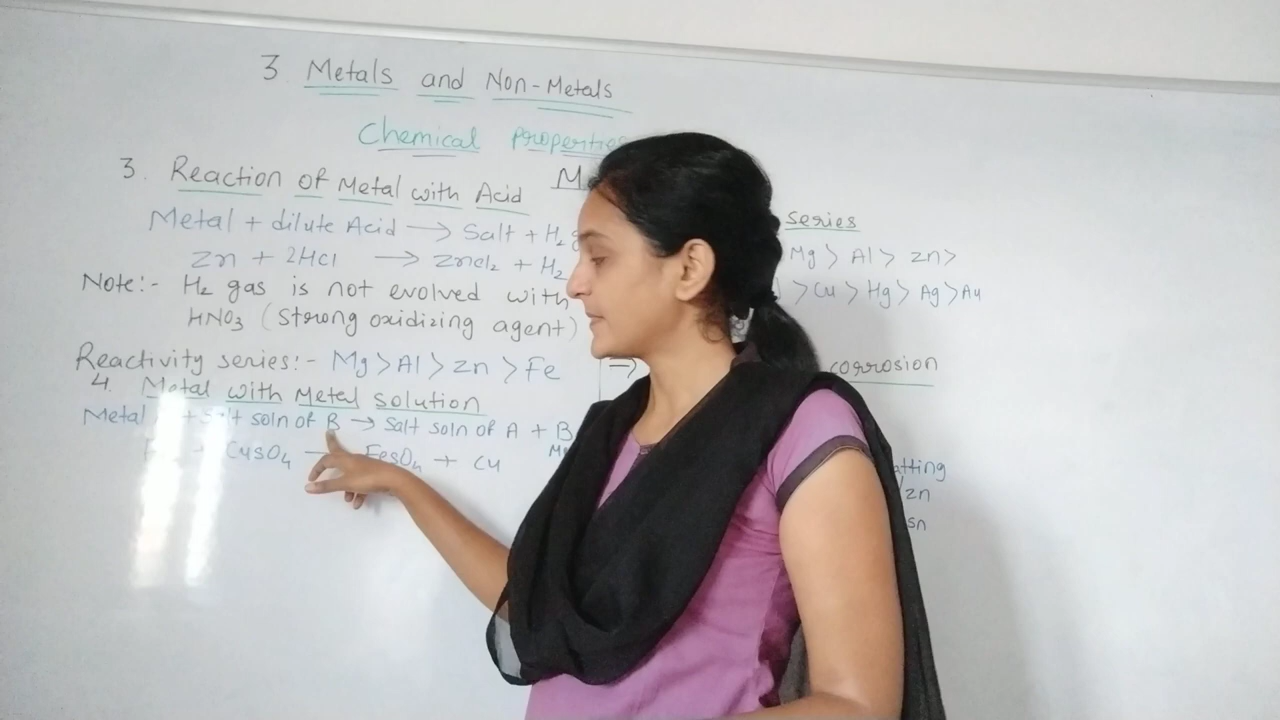 3 Metals and Non-Metals
Chemical properties
3. Reaction of Metal with Acid
Metal + dilute Acid → Salt + H₂
Zn + 2HCl → ZnCl₂ + H₂
Note:- H₂ gas is not evolved with
HNO₃ (strong oxidizing agent)
Reactivity series:- Mg > Al > Zn > Fe
4. Metal with Metal solution
Metal + salt soln of B → salt soln of A + B
+ CuSO₄ → FeSO₄ + Cu
series
Mg > Al > Zn >
> Cu > Hg > Ag > Au
→ corrosion
zn
sn